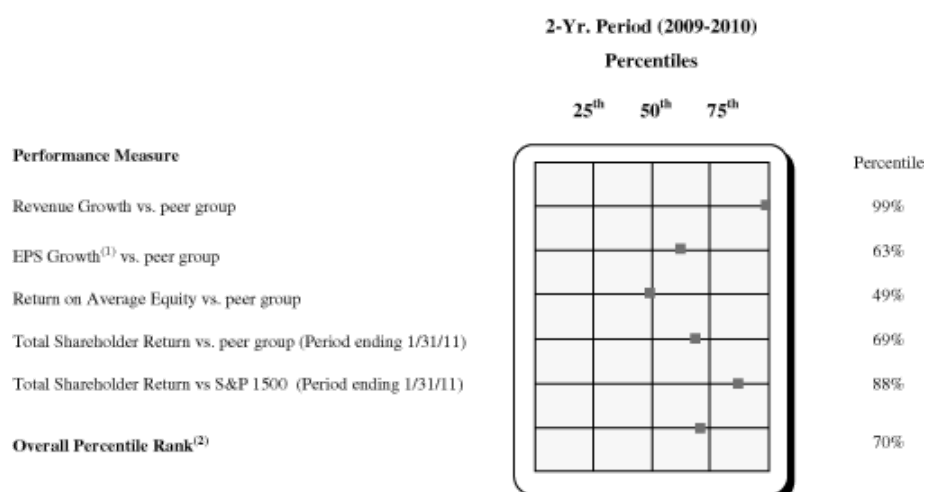 2-Yr. Period (2009-2010)
Percentiles
25th 50th 75th
Performance Measure Percentile
Revenue Growth vs. peer group 99%
EPS Growth(1) vs. peer group 63%
Return on Average Equity vs. peer group 49%
Total Shareholder Return vs. peer group (Period ending 1/31/11) 69%
Total Shareholder Return vs S&P 1500 (Period ending 1/31/11) 88%
Overall Percentile Rank(2) 70%